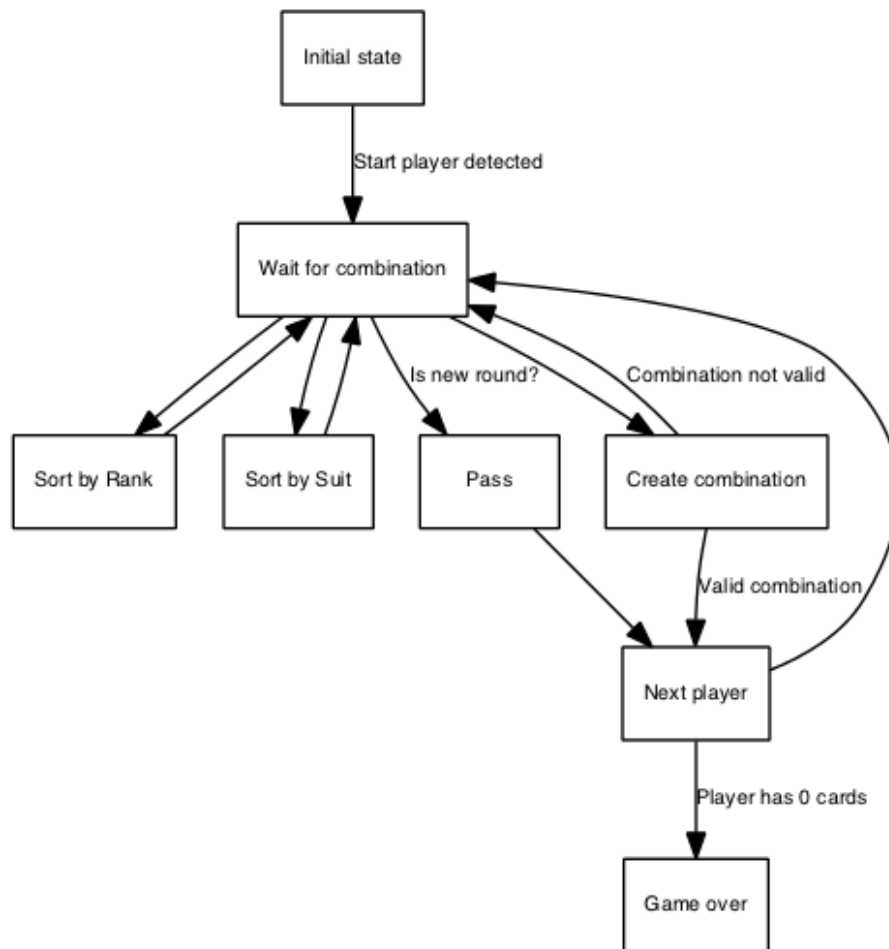 Initial state
Start player detected
Wait for combination
Is new round?
Combination not valid
Sort by Rank
Sort by Suit
Pass
Create combination
Valid combination
Next player
Player has 0 cards
Game over